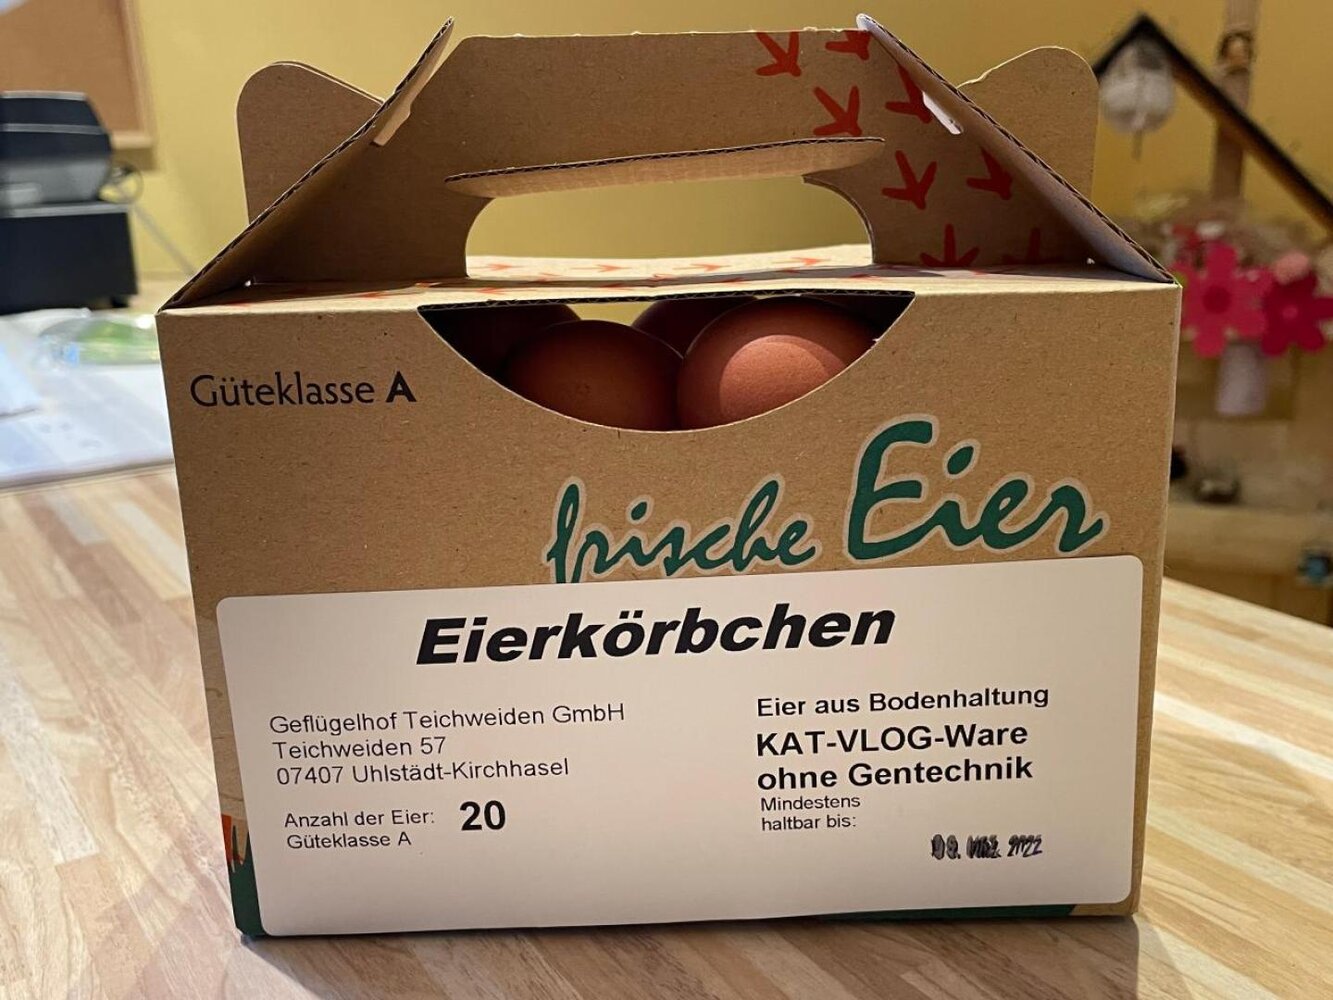 Güteklasse A
frische Eier
Eierkörbchen
Geflügelhof Teichweiden GmbH
Teichweiden 57
07407 Uhlstädt-Kirchhasel
Anzahl der Eier: 20
Güteklasse A
Eier aus Bodenhaltung
KAT-VLOG-Ware
ohne Gentechnik
Mindestens
haltbar bis:
2022